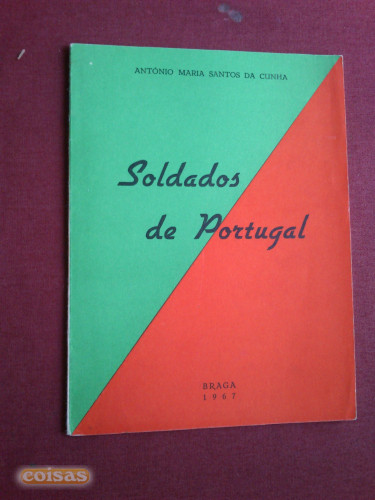 ANTÓNIO MARIA SANTOS DA CUNHA
Soldados
de Portugal
BRAGA
1967
coisas